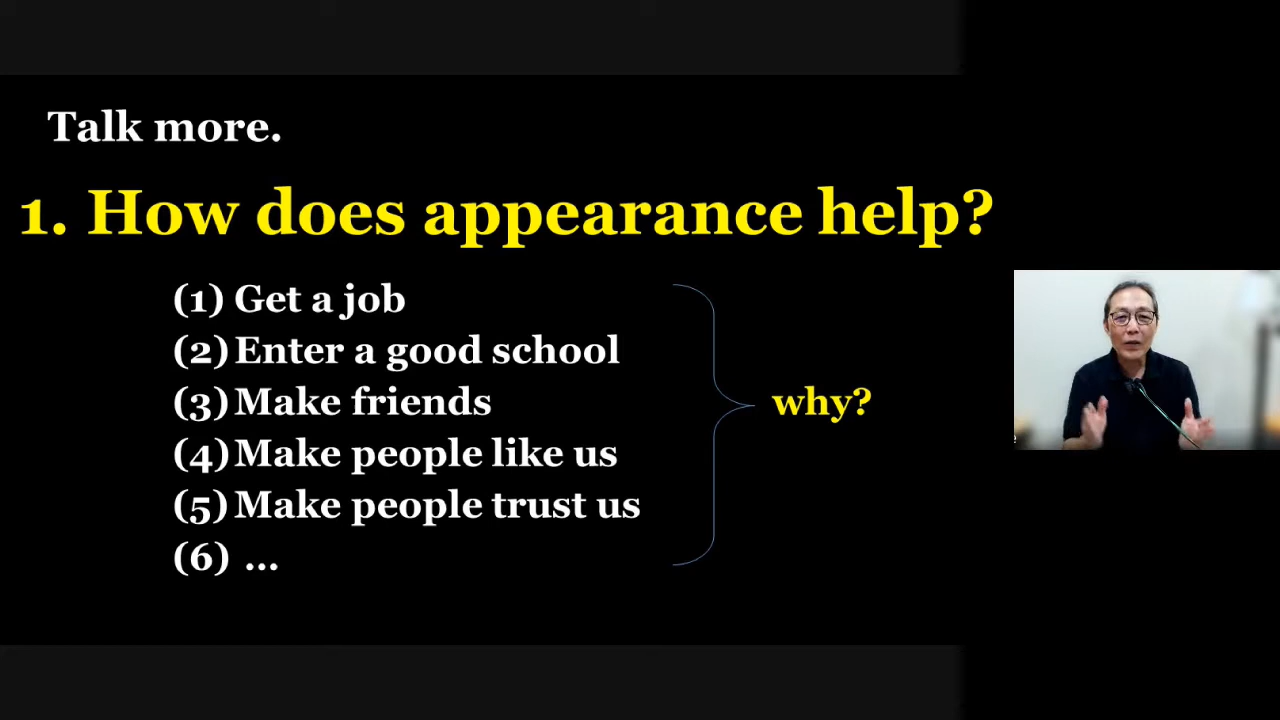 Talk more.
1. How does appearance help?
(1) Get a job
(2) Enter a good school
(3) Make friends
(4) Make people like us
(5) Make people trust us
(6) ...
why?